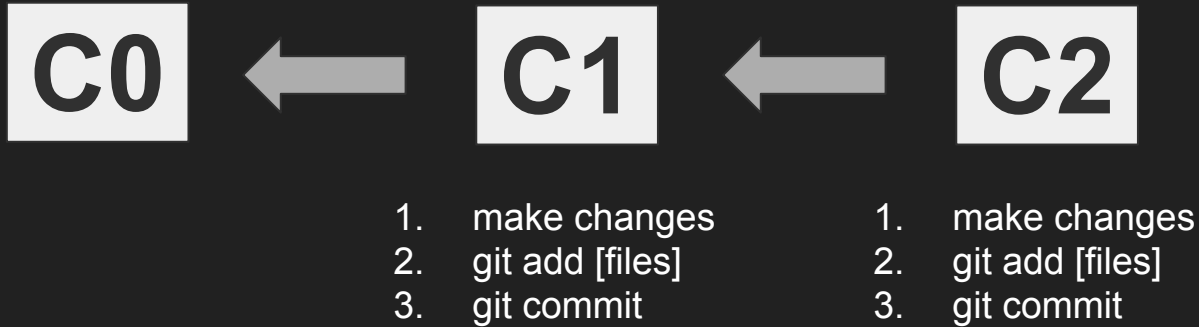 C0
C1
C2
1. make changes
2. git add [files]
3. git commit
1. make changes
2. git add [files]
3. git commit